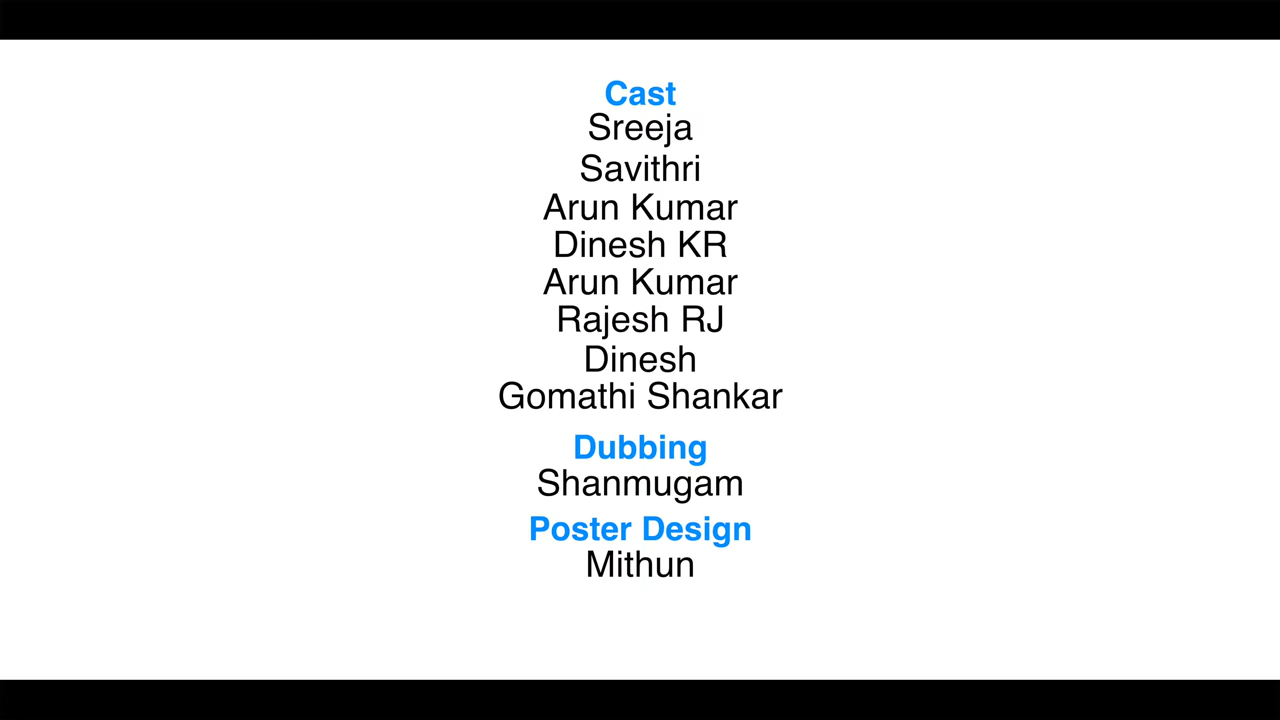 Cast
Sreeja
Savithri
Arun Kumar
Dinesh KR
Arun Kumar
Rajesh RJ
Dinesh
Gomathi Shankar
Dubbing
Shanmugam
Poster Design
Mithun